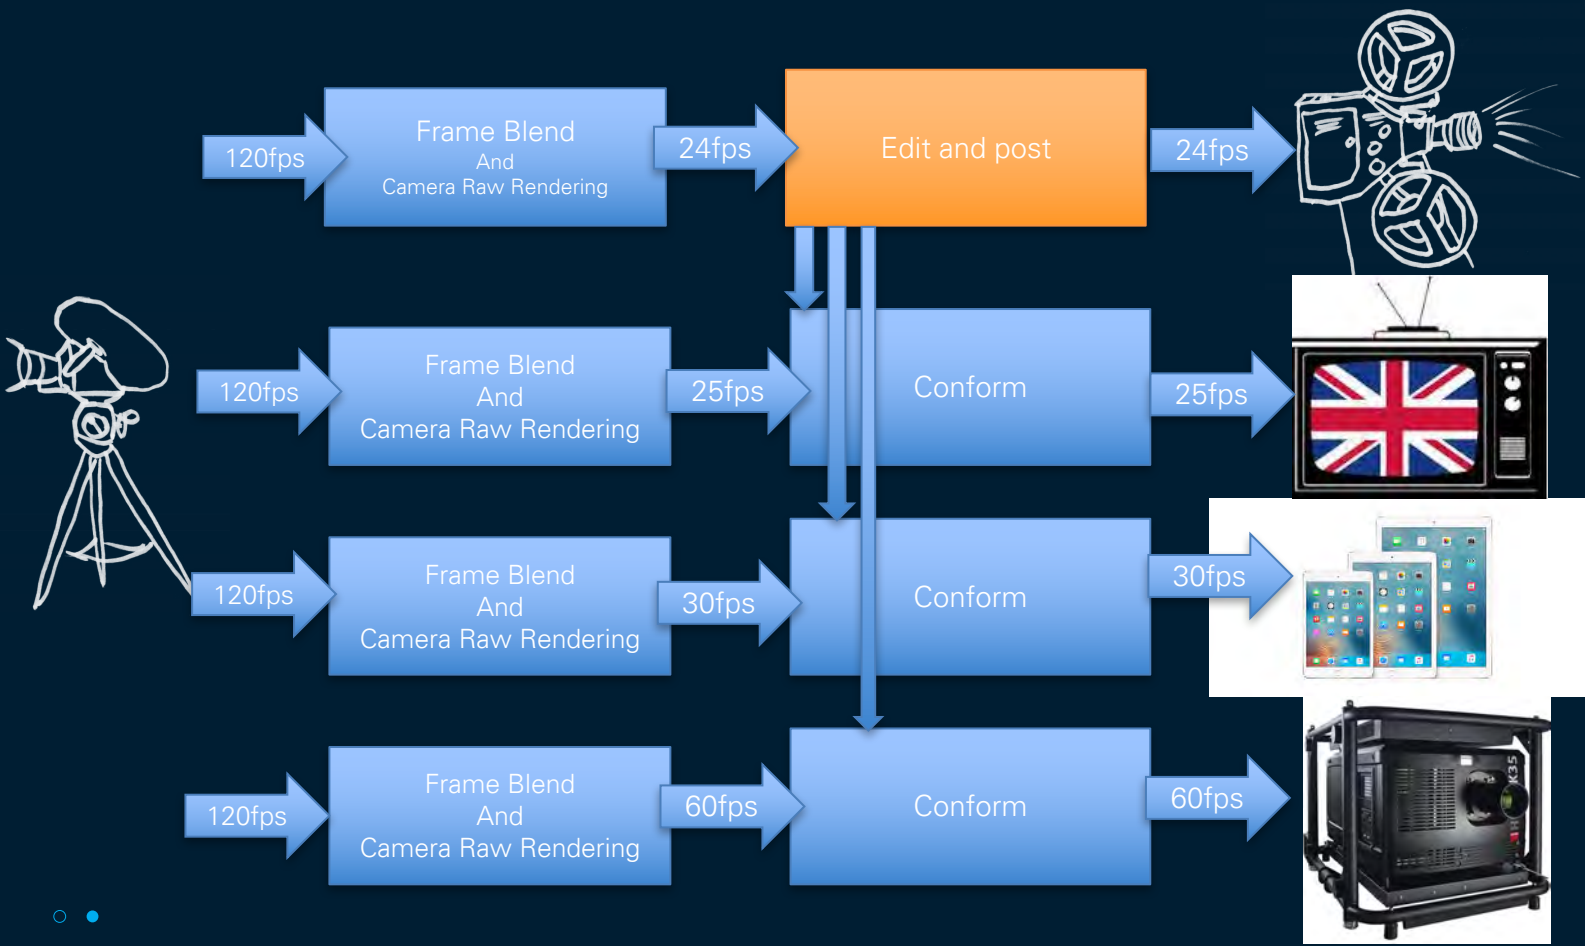 120fps
Frame Blend
And
Camera Raw Rendering
24fps
Edit and post
24fps
120fps
Frame Blend
And
Camera Raw Rendering
25fps
Conform
25fps
120fps
Frame Blend
And
Camera Raw Rendering
30fps
Conform
30fps
120fps
Frame Blend
And
Camera Raw Rendering
60fps
Conform
60fps
K35